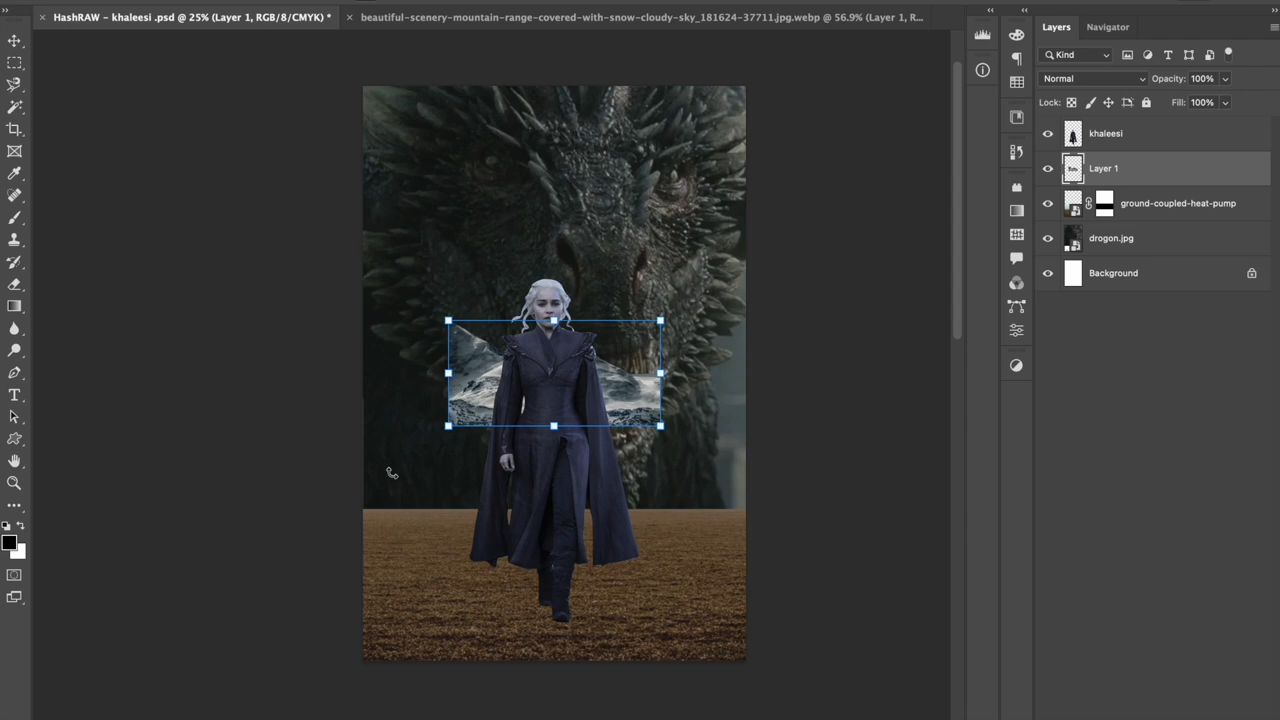 HashRAW - khaleesi .psd @ 25% (Layer 1, RGB/8/CMYK) *
beautiful-scenery-mountain-range-covered-with-snow-cloudy-sky_181624-37711.jpg.webp @ 56.9% (Layer 1, R...
Layers
Navigator
Kind
Normal
Opacity: 100%
Lock:
Fill: 100%
khaleesi
Layer 1
ground-coupled-heat-pump
drogon.jpg
Background